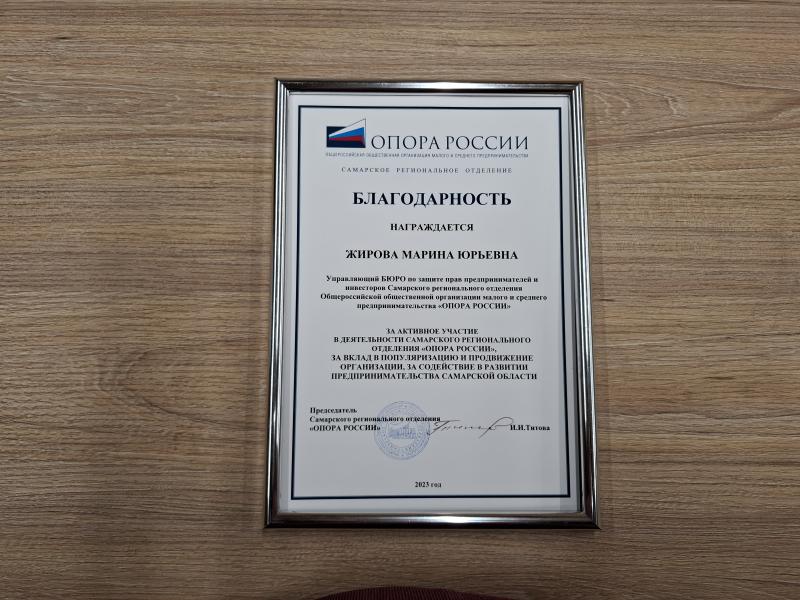 ОПОРА РОССИИ
ОБЩЕРОССИЙСКАЯ ОБЩЕСТВЕННАЯ ОРГАНИЗАЦИЯ МАЛОГО И СРЕДНЕГО ПРЕДПРИНИМАТЕЛЬСТВА
САМАРСКОЕ РЕГИОНАЛЬНОЕ ОТДЕЛЕНИЕ
БЛАГОДАРНОСТЬ
НАГРАЖДАЕТСЯ
ЖИРОВА МАРИНА ЮРЬЕВНА
Управляющий БЮРО по защите прав предпринимателей и
инвесторов Самарского регионального отделения
Общероссийской общественной организации малого и среднего
предпринимательства «ОПОРА РОССИИ»
ЗА АКТИВНОЕ УЧАСТИЕ
В ДЕЯТЕЛЬНОСТИ САМАРСКОГО РЕГИОНАЛЬНОГО
ОТДЕЛЕНИЯ «ОПОРА РОССИИ»,
ЗА ВКЛАД В ПОПУЛЯРИЗАЦИЮ И ПРОДВИЖЕНИЕ
ОРГАНИЗАЦИИ, ЗА СОДЕЙСТВИЕ В РАЗВИТИИ
ПРЕДПРИНИМАТЕЛЬСТВА САМАРСКОЙ ОБЛАСТИ
Председатель
Самарского регионального отделения
«ОПОРА РОССИИ» И.И.Титова
2023 год